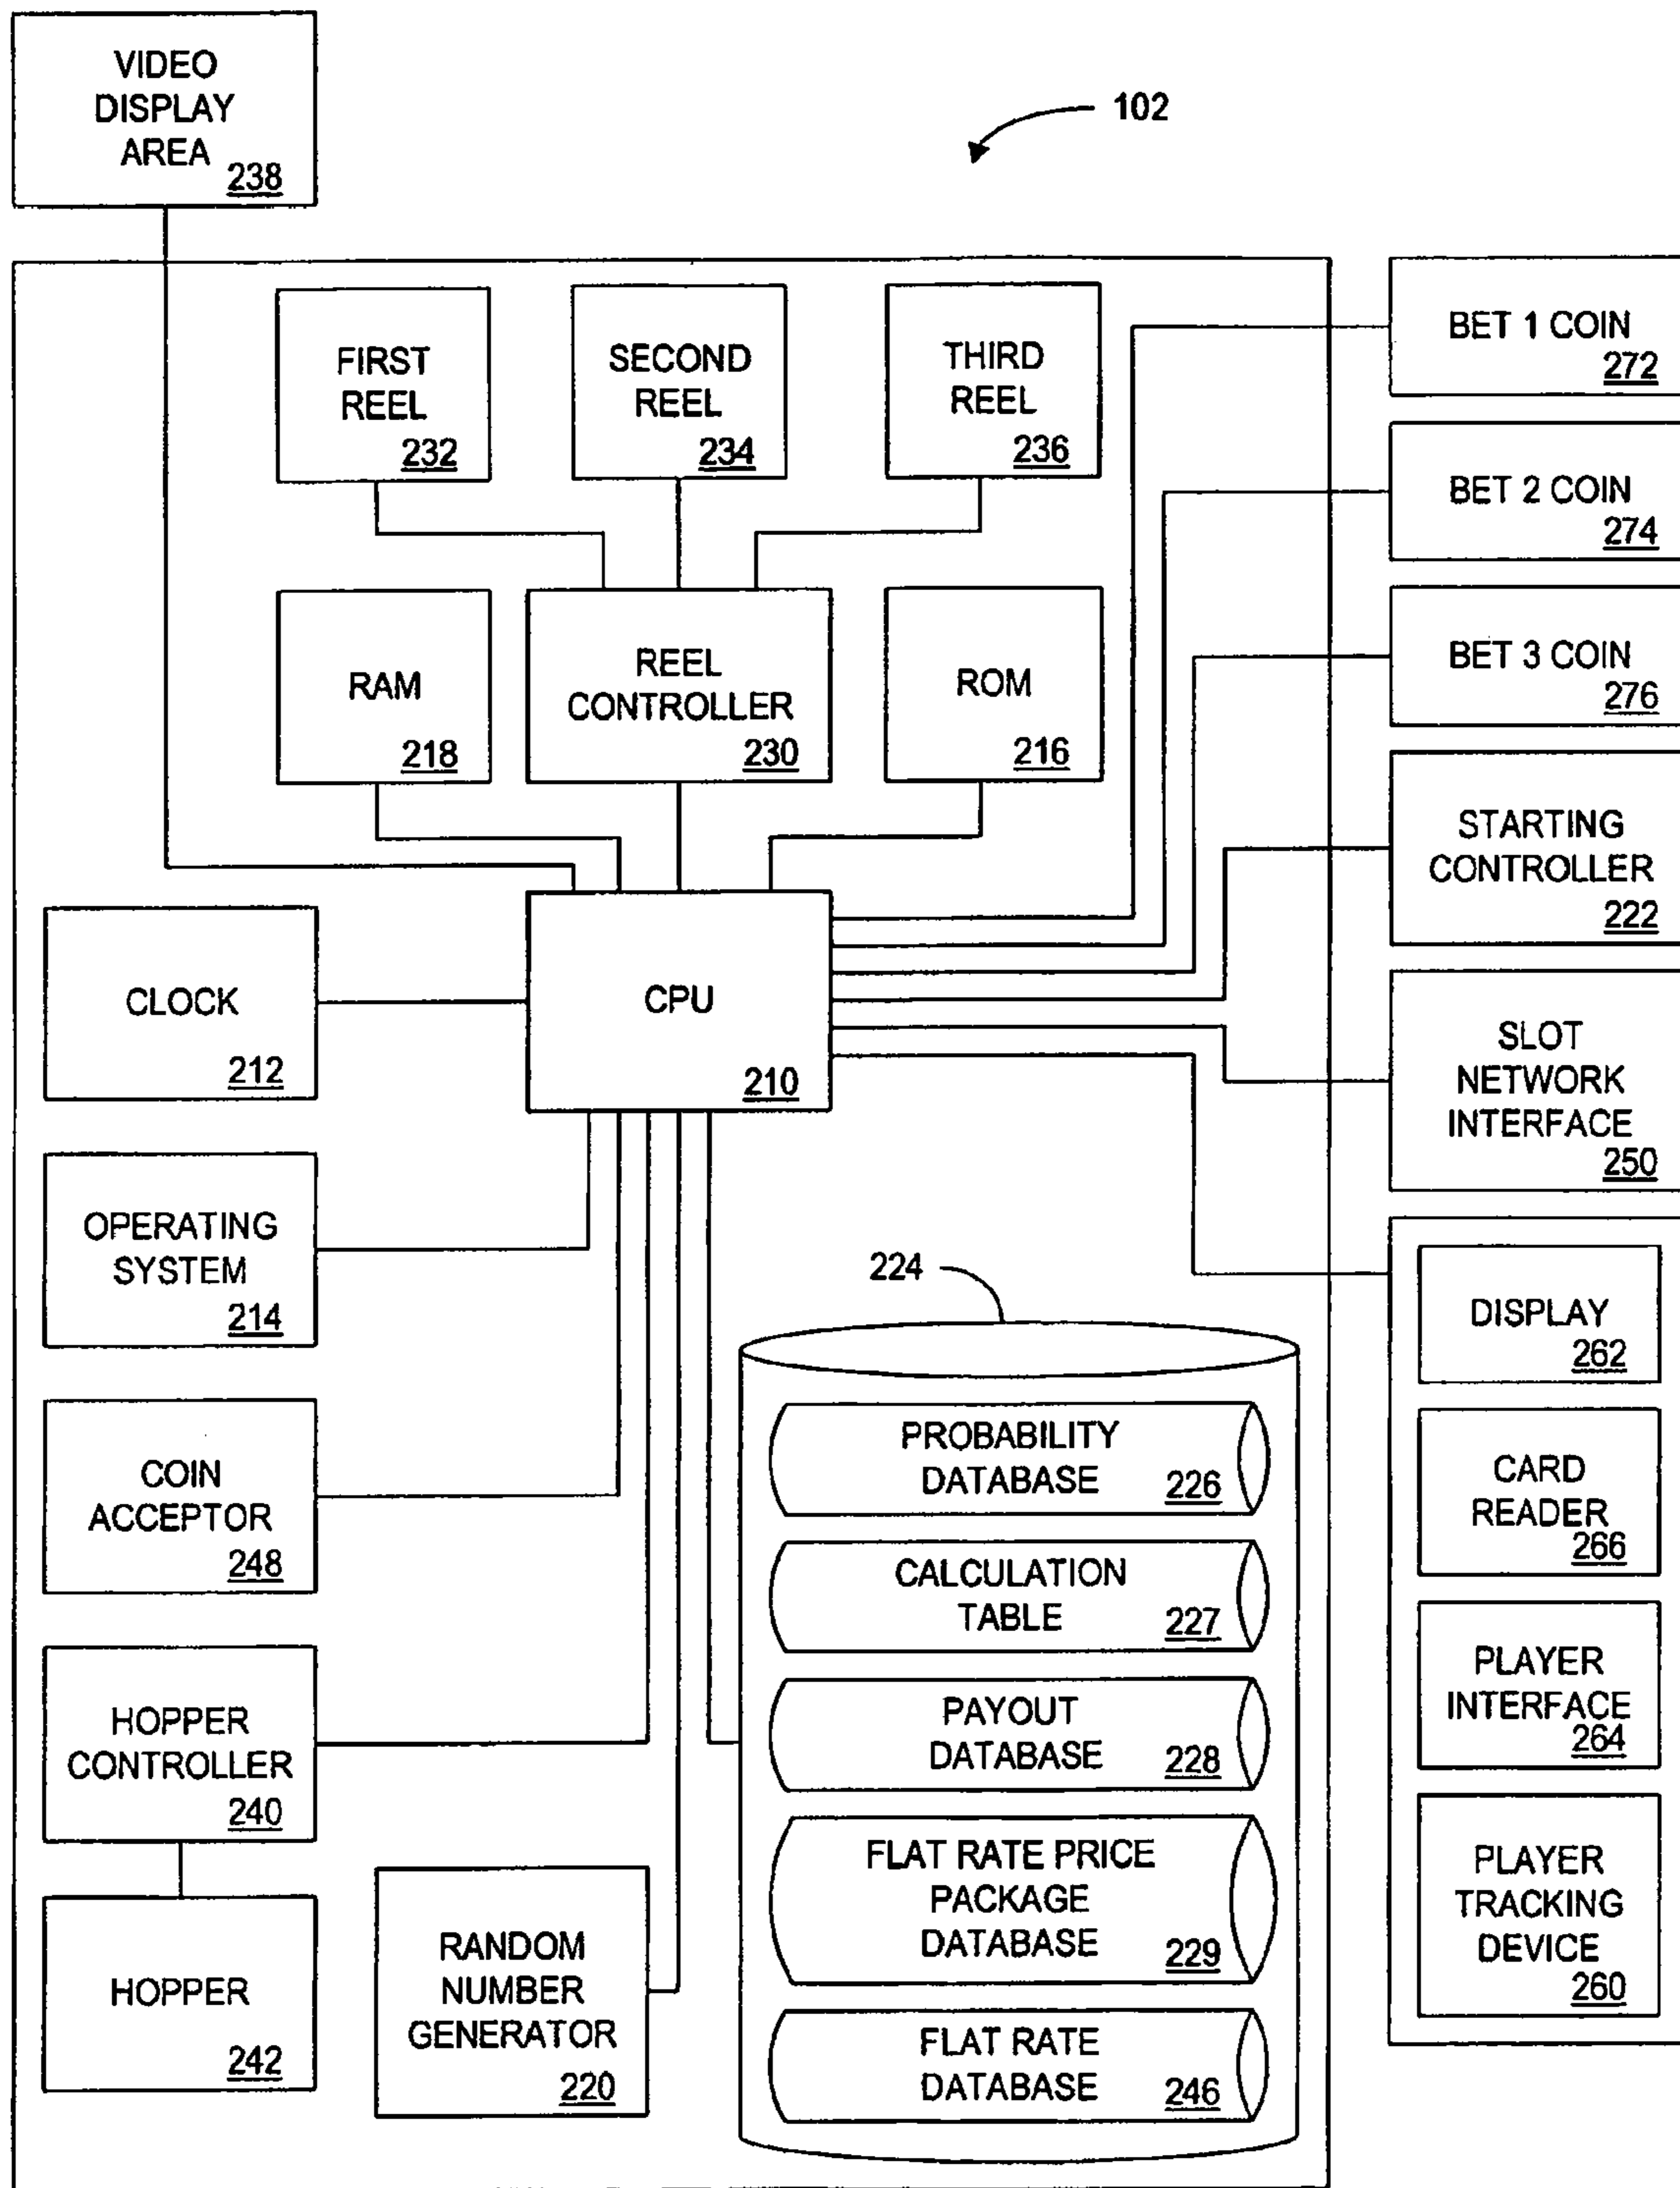 VIDEO
DISPLAY
AREA
238
102
FIRST
REEL
232
SECOND
REEL
234
THIRD
REEL
236
BET 1 COIN
272
BET 2 COIN
274
BET 3 COIN
276
RAM
218
REEL
CONTROLLER
230
ROM
216
STARTING
CONTROLLER
222
CLOCK
212
CPU
210
SLOT
NETWORK
INTERFACE
250
OPERATING
SYSTEM
214
224
DISPLAY
262
COIN
ACCEPTOR
248
PROBABILITY
DATABASE
226
CARD
READER
266
CALCULATION
TABLE
227
HOPPER
CONTROLLER
240
PAYOUT
DATABASE
228
PLAYER
INTERFACE
264
FLAT RATE PRICE
PACKAGE
DATABASE
229
PLAYER
TRACKING
DEVICE
260
HOPPER
242
RANDOM
NUMBER
GENERATOR
220
FLAT RATE
DATABASE
246